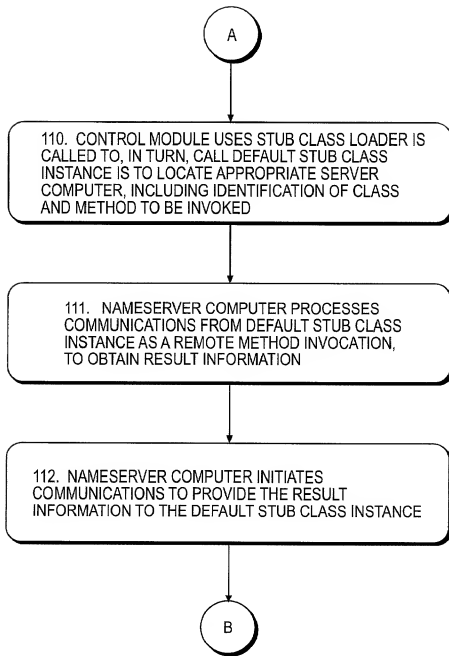 A
110. CONTROL MODULE USES STUB CLASS LOADER IS
CALLED TO, IN TURN, CALL DEFAULT STUB CLASS
INSTANCE IS TO LOCATE APPROPRIATE SERVER
COMPUTER, INCLUDING IDENTIFICATION OF CLASS
AND METHOD TO BE INVOKED
111. NAMESERVER COMPUTER PROCESSES
COMMUNICATIONS FROM DEFAULT STUB CLASS
INSTANCE AS A REMOTE METHOD INVOCATION,
TO OBTAIN RESULT INFORMATION
112. NAMESERVER COMPUTER INITIATES
COMMUNICATIONS TO PROVIDE THE RESULT
INFORMATION TO THE DEFAULT STUB CLASS INSTANCE
B